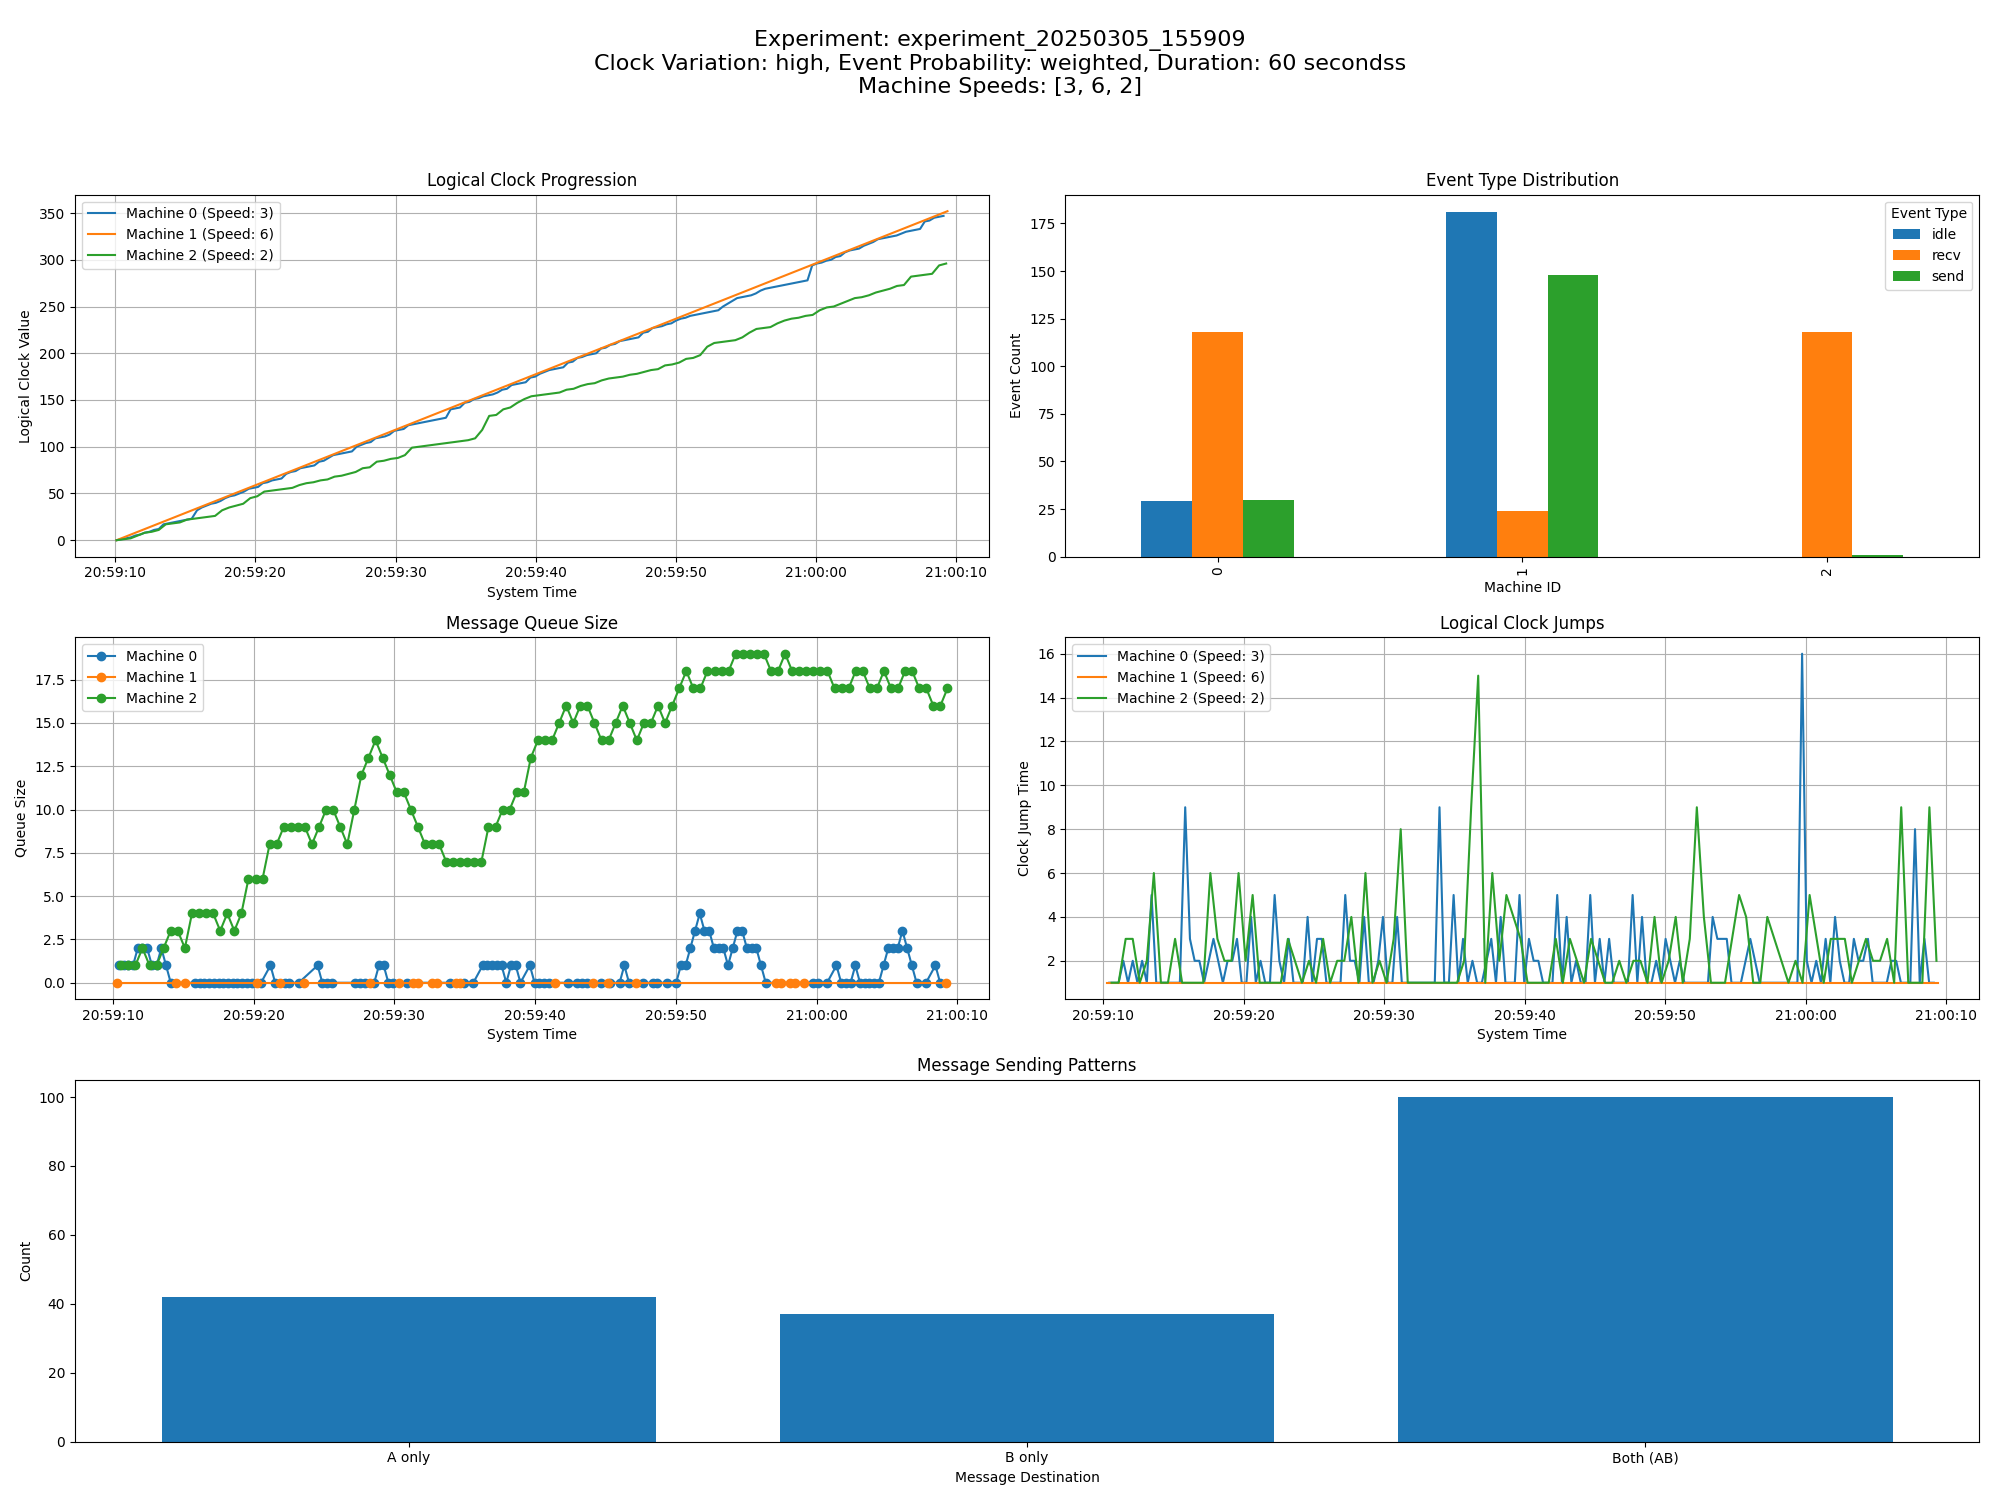 Experiment: experiment_20250305_155909
Clock Variation: high, Event Probability: weighted, Duration: 60 secondss
Machine Speeds: [3, 6, 2]
Logical Clock Progression
Machine 0 (Speed: 3)
Machine 1 (Speed: 6)
Machine 2 (Speed: 2)
350
300
250
200
150
100
50
0
Logical Clock Value
20:59:10 20:59:20 20:59:30 20:59:40 20:59:50 21:00:00 21:00:10
System Time
Event Type Distribution
Event Type
idle
recv
send
175
150
125
100
75
50
25
0
Event Count
0 1 2
Machine ID
Message Queue Size
Machine 0
Machine 1
Machine 2
17.5
15.0
12.5
10.0
7.5
5.0
2.5
0.0
Queue Size
20:59:10 20:59:20 20:59:30 20:59:40 20:59:50 21:00:00 21:00:10
System Time
Logical Clock Jumps
Machine 0 (Speed: 3)
Machine 1 (Speed: 6)
Machine 2 (Speed: 2)
16
14
12
10
8
6
4
2
Clock Jump Time
20:59:10 20:59:20 20:59:30 20:59:40 20:59:50 21:00:00 21:00:10
System Time
Message Sending Patterns
100
80
60
40
20
0
Count
A only B only Both (AB)
Message Destination